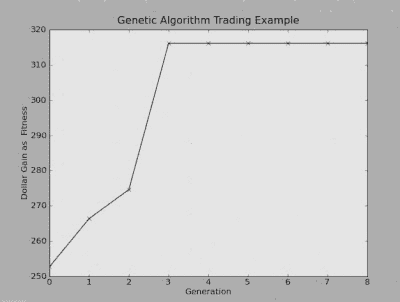 Genetic Algorithm Trading Example
320
310
300
290
280
270
260
250
Dollar Gain as Fitness
0 1 2 3 4 5 6 7 8
Generation